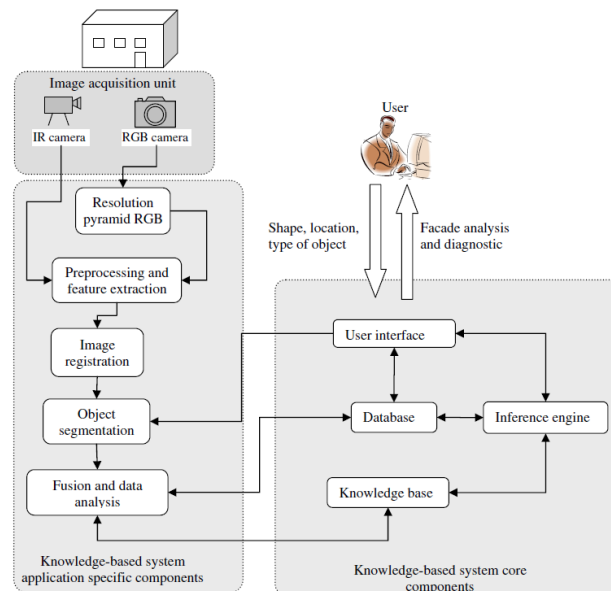 Image acquisition unit
IR camera
RGB camera
User
Resolution
pyramid RGB
Shape, location,
type of object
Facade analysis
and diagnostic
Preprocessing and
feature extraction
Image
registration
User interface
Object
segmentation
Database
Inference engine
Fusion and data
analysis
Knowledge base
Knowledge-based system
application specific components
Knowledge-based system core
components